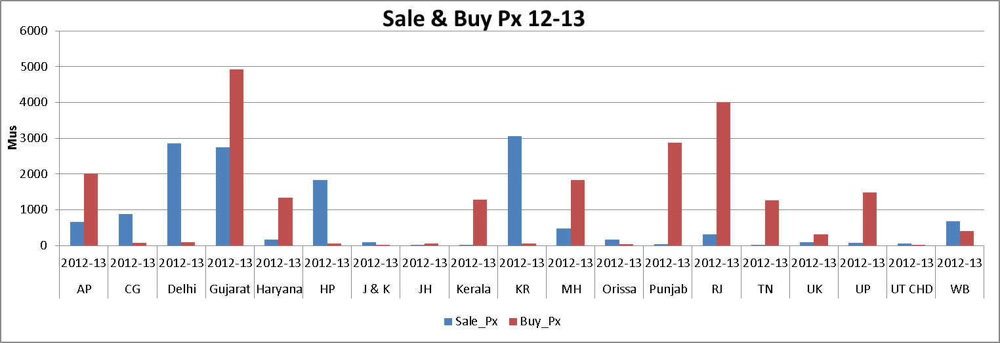 Sale & Buy Px 12-13
6000
5000
4000
3000
2000
1000
0
Mus
2012-13 2012-13 2012-13 2012-13 2012-13 2012-13 2012-13 2012-13 2012-13 2012-13 2012-13 2012-13 2012-13 2012-13 2012-13 2012-13 2012-13 2012-13 2012-13
AP CG Delhi Gujarat Haryana HP J & K JH Kerala KR MH Orissa Punjab RJ TN UK UP UT CHD WB
Sale_Px Buy_Px